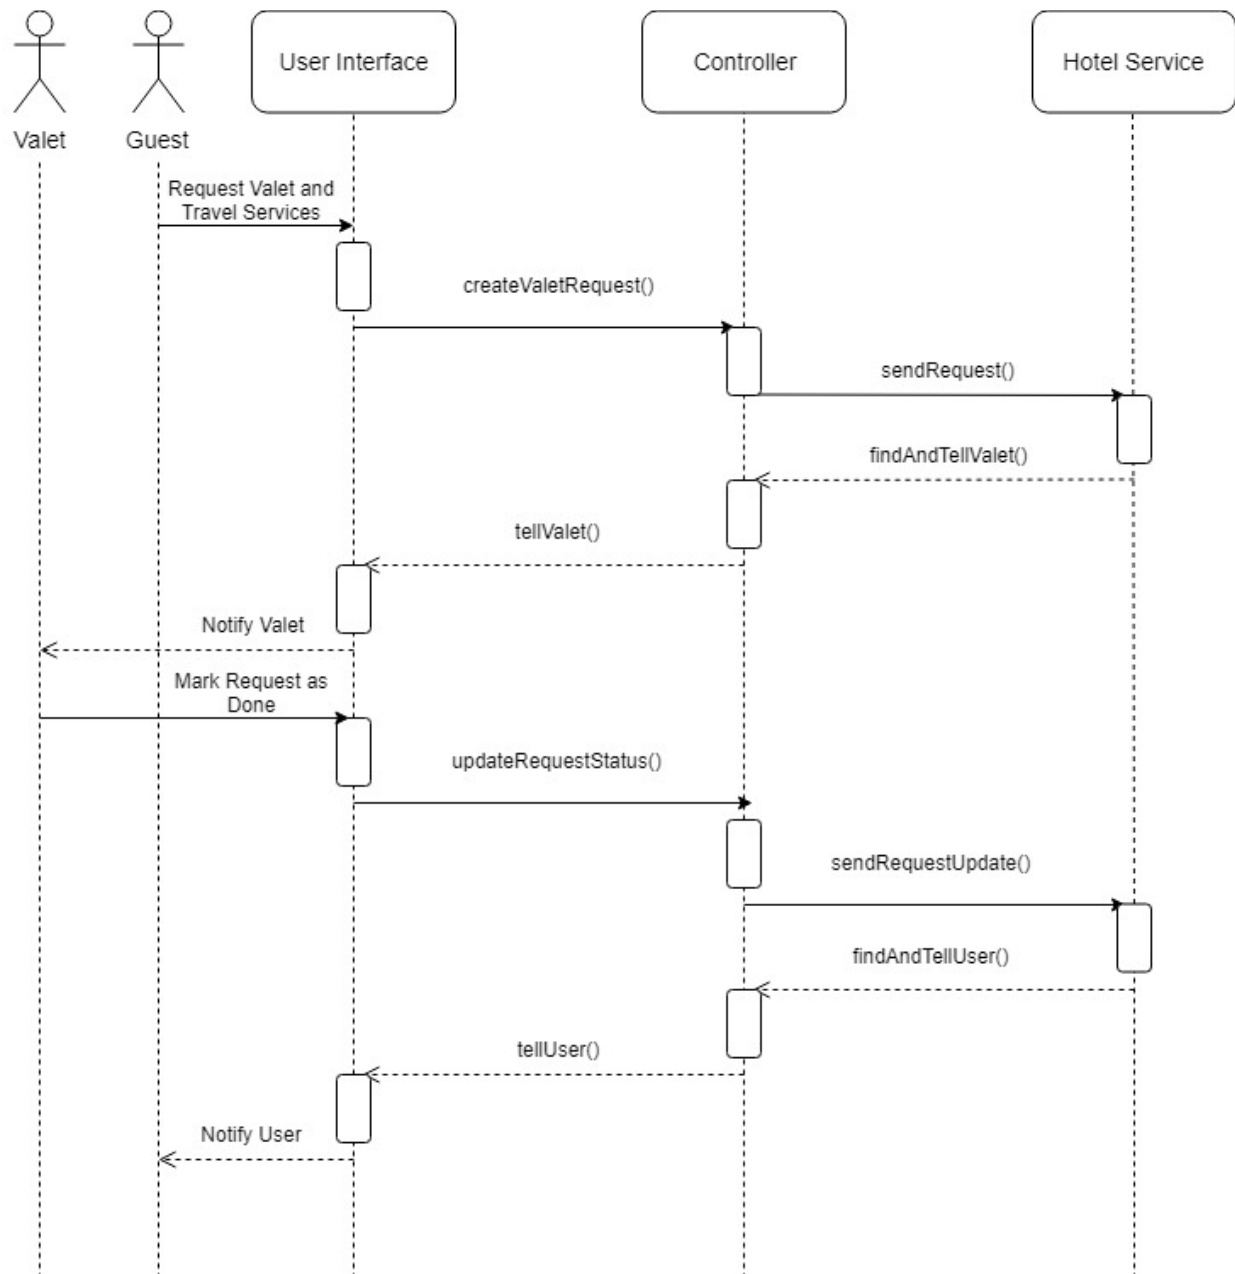 User Interface
Controller
Hotel Service
Valet
Guest
Request Valet and
Travel Services
createValetRequest()
sendRequest()
findAndTellValet()
tellValet()
Notify Valet
Mark Request as
Done
updateRequestStatus()
sendRequestUpdate()
findAndTellUser()
tellUser()
Notify User